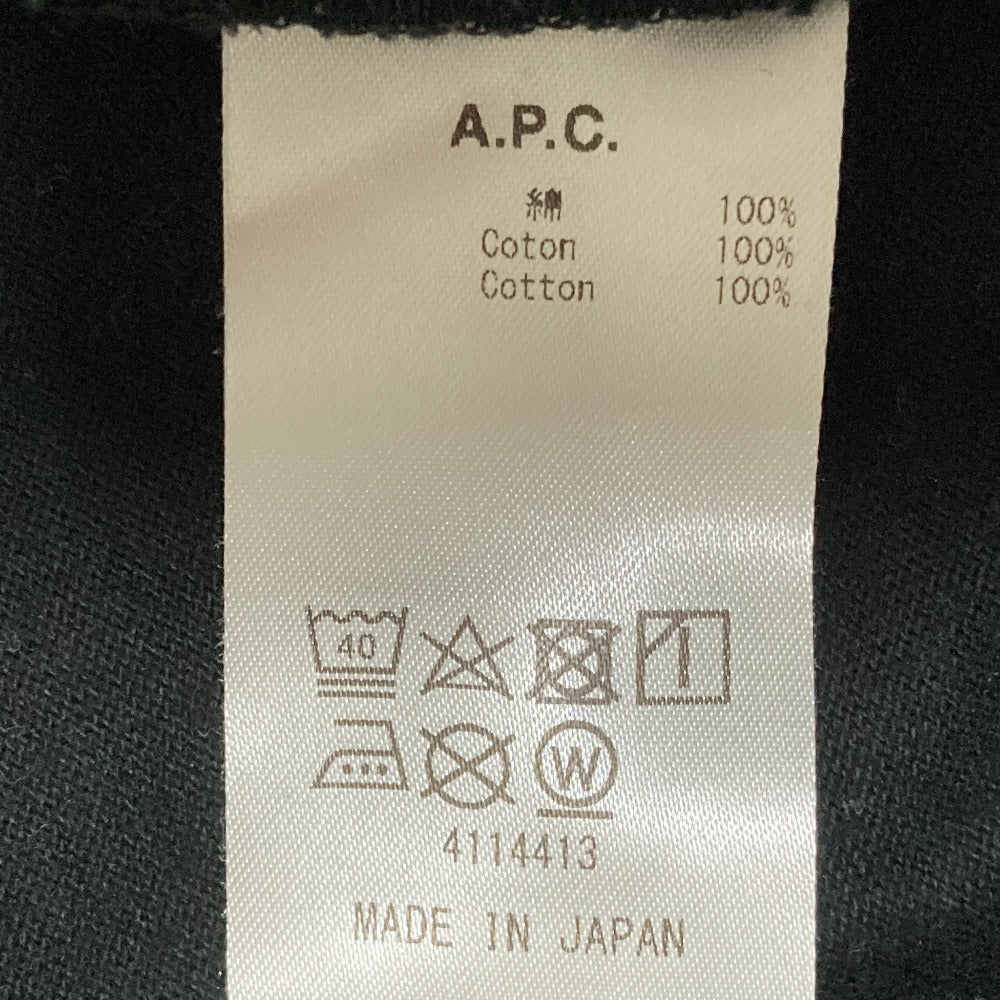 A.P.C.
綿 100%
Coton 100%
Cotton 100%
40
W
4114413
MADE IN JAPAN